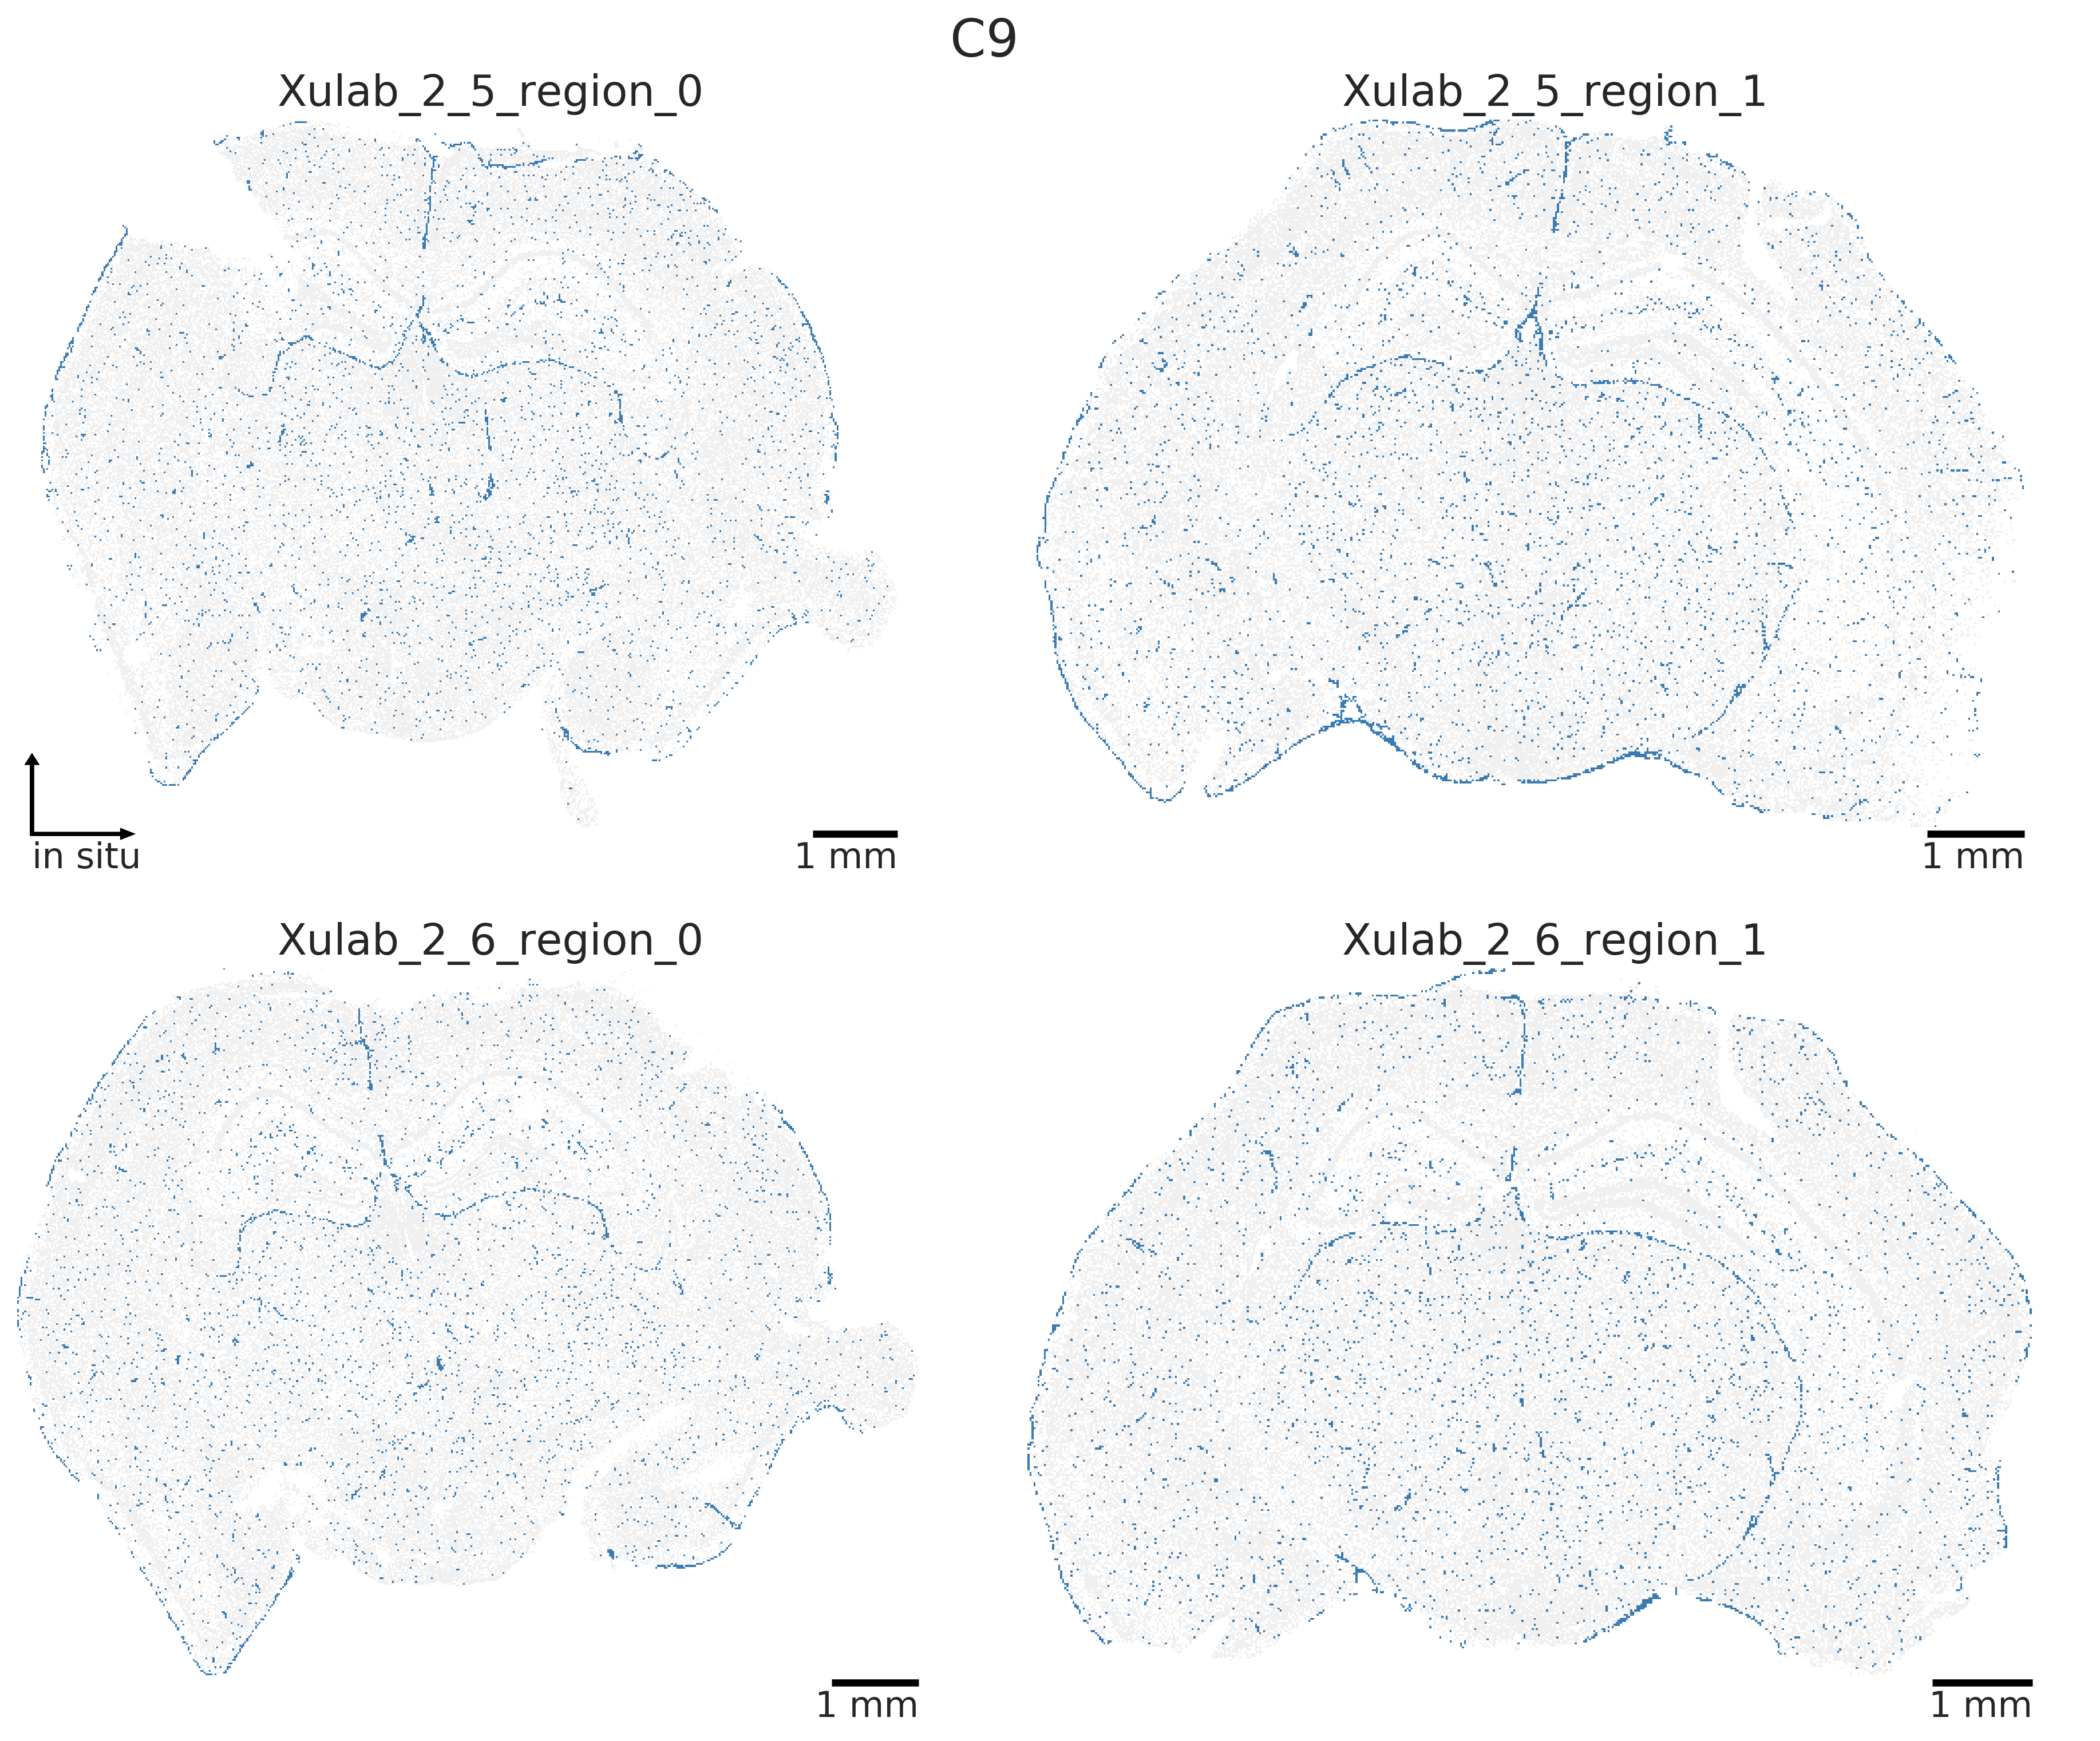 C9
Xulab_2_5_region_0
Xulab_2_5_region_1
in situ
1 mm
1 mm
Xulab_2_6_region_0
Xulab_2_6_region_1
1 mm
1 mm